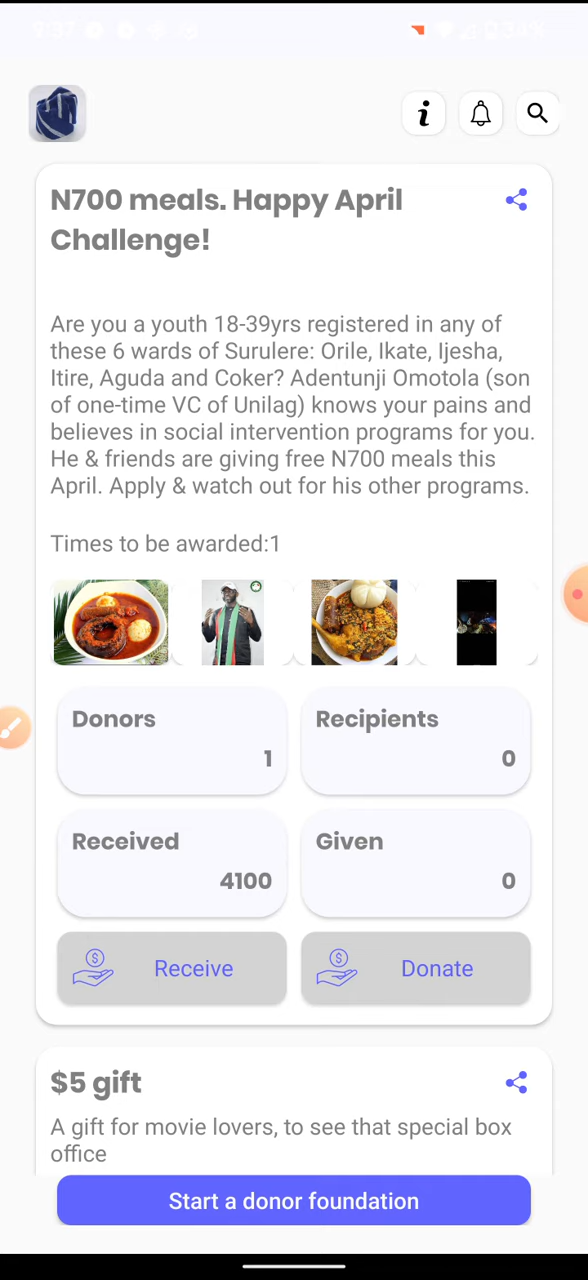 N700 meals. Happy April
Challenge!
Are you a youth 18-39yrs registered in any of
these 6 wards of Surulere: Orile, Ikate, Ijesha,
Itire, Aguda and Coker? Adentunji Omotola (son
of one-time VC of Unilag) knows your pains and
believes in social intervention programs for you.
He & friends are giving free N700 meals this
April. Apply & watch out for his other programs.
Times to be awarded:1
Donors
1
Recipients
0
Received
4100
Given
0
Receive
Donate
$5 gift
A gift for movie lovers, to see that special box
office
Start a donor foundation